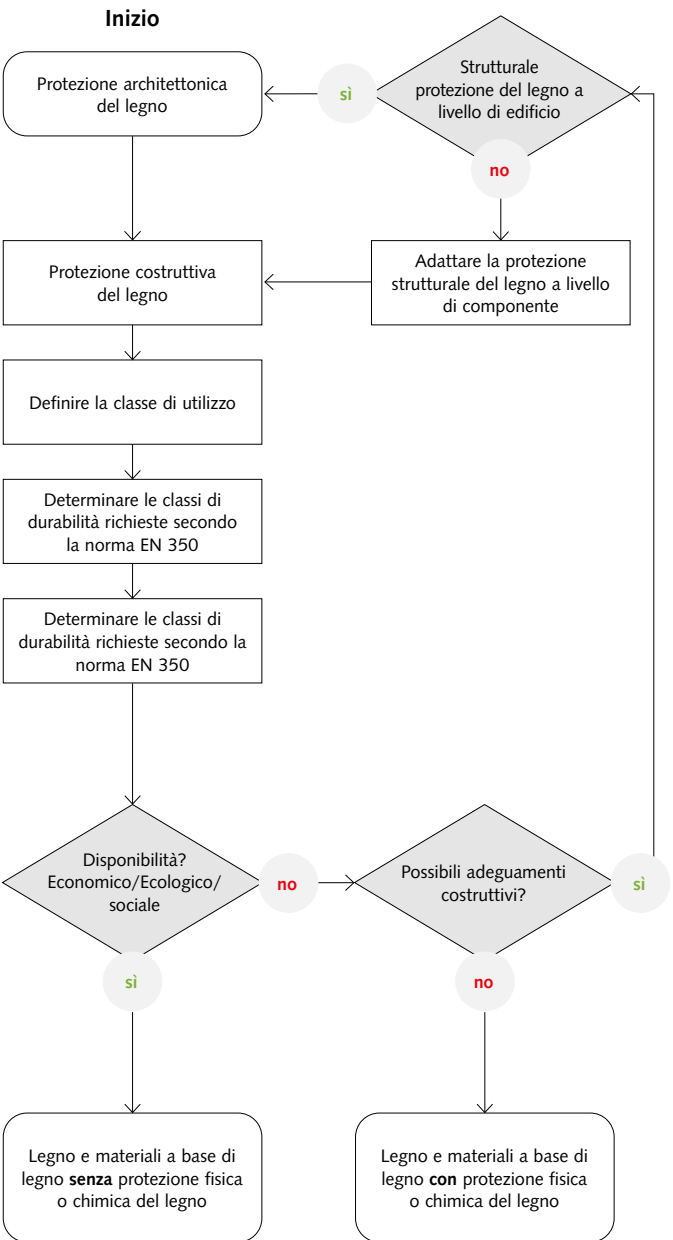 Inizio
Protezione architettonica
del legno
sì
Strutturale
protezione del legno a
livello di edificio
no
Protezione costruttiva
del legno
Adattare la protezione
strutturale del legno a livello
di componente
Definire la classe di utilizzo
Determinare le classi di
durabilità richieste secondo
la norma EN 350
Determinare le classi di
durabilità richieste secondo la
norma EN 350
Disponibilità?
Economico/Ecologico/
sociale
no
Possibili adeguamenti
costruttivi?
sì
sì
no
Legno e materiali a base di
legno senza protezione fisica
o chimica del legno
Legno e materiali a base di
legno con protezione fisica
o chimica del legno